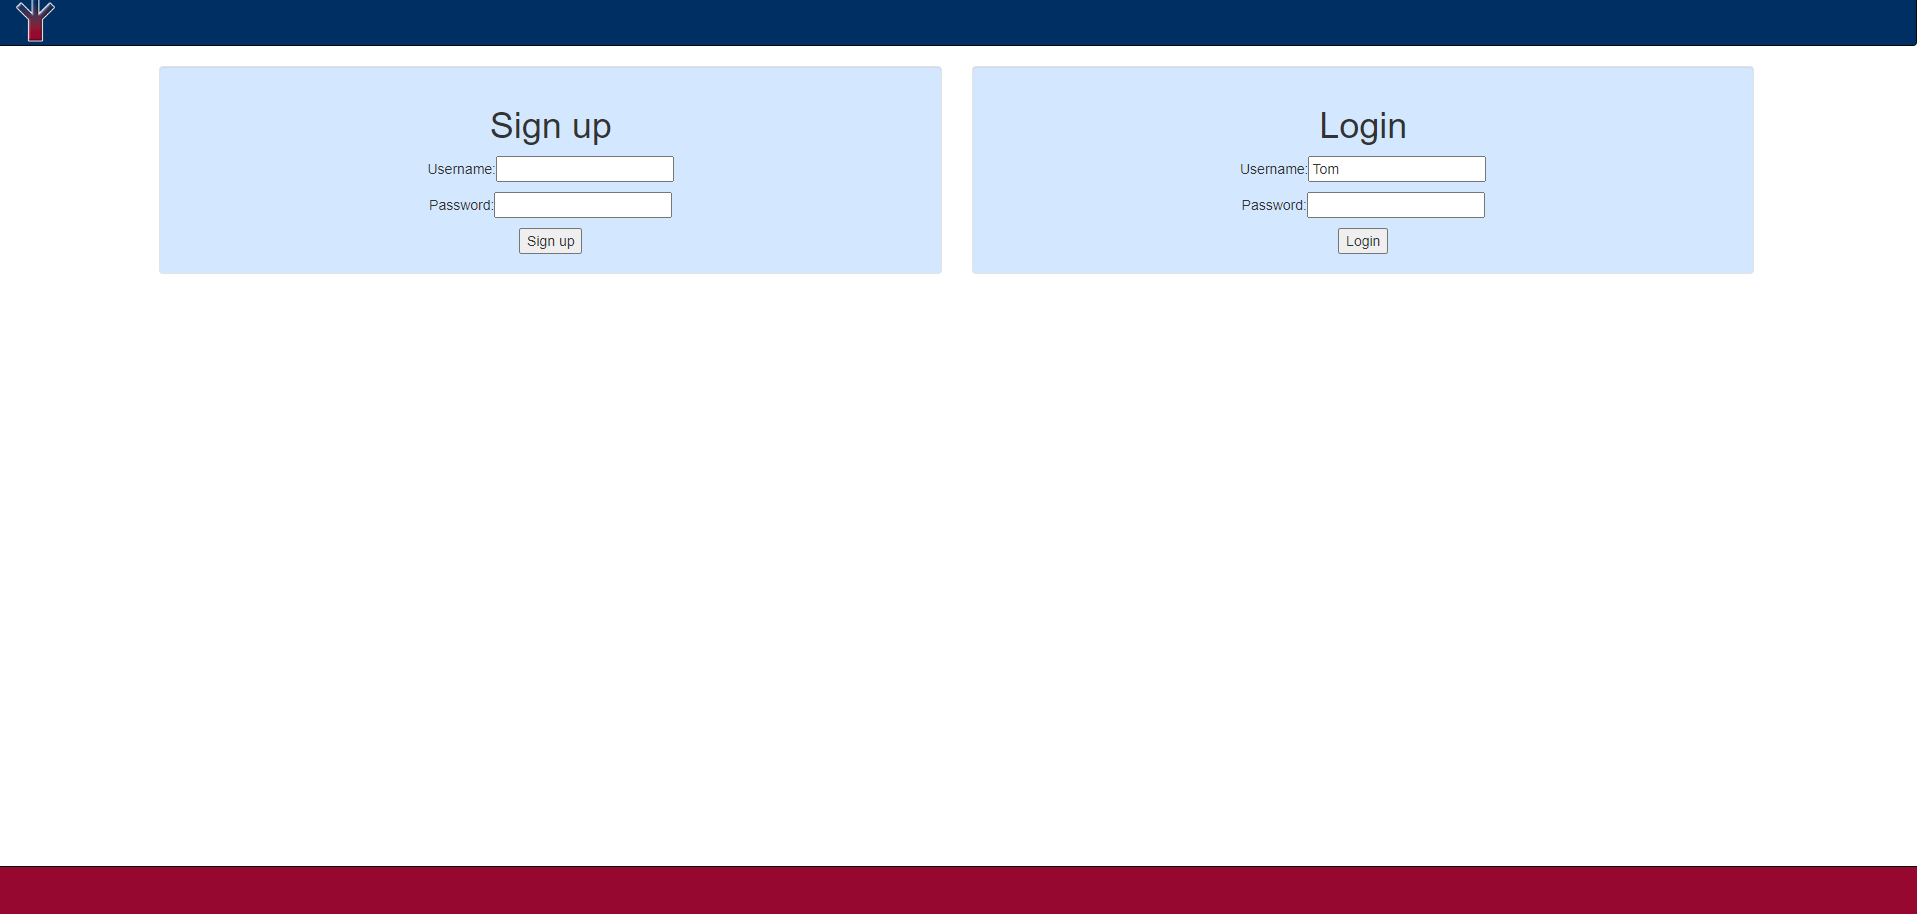 Sign up
Username:
Password:
Sign up
Login
Username: Tom
Password:
Login